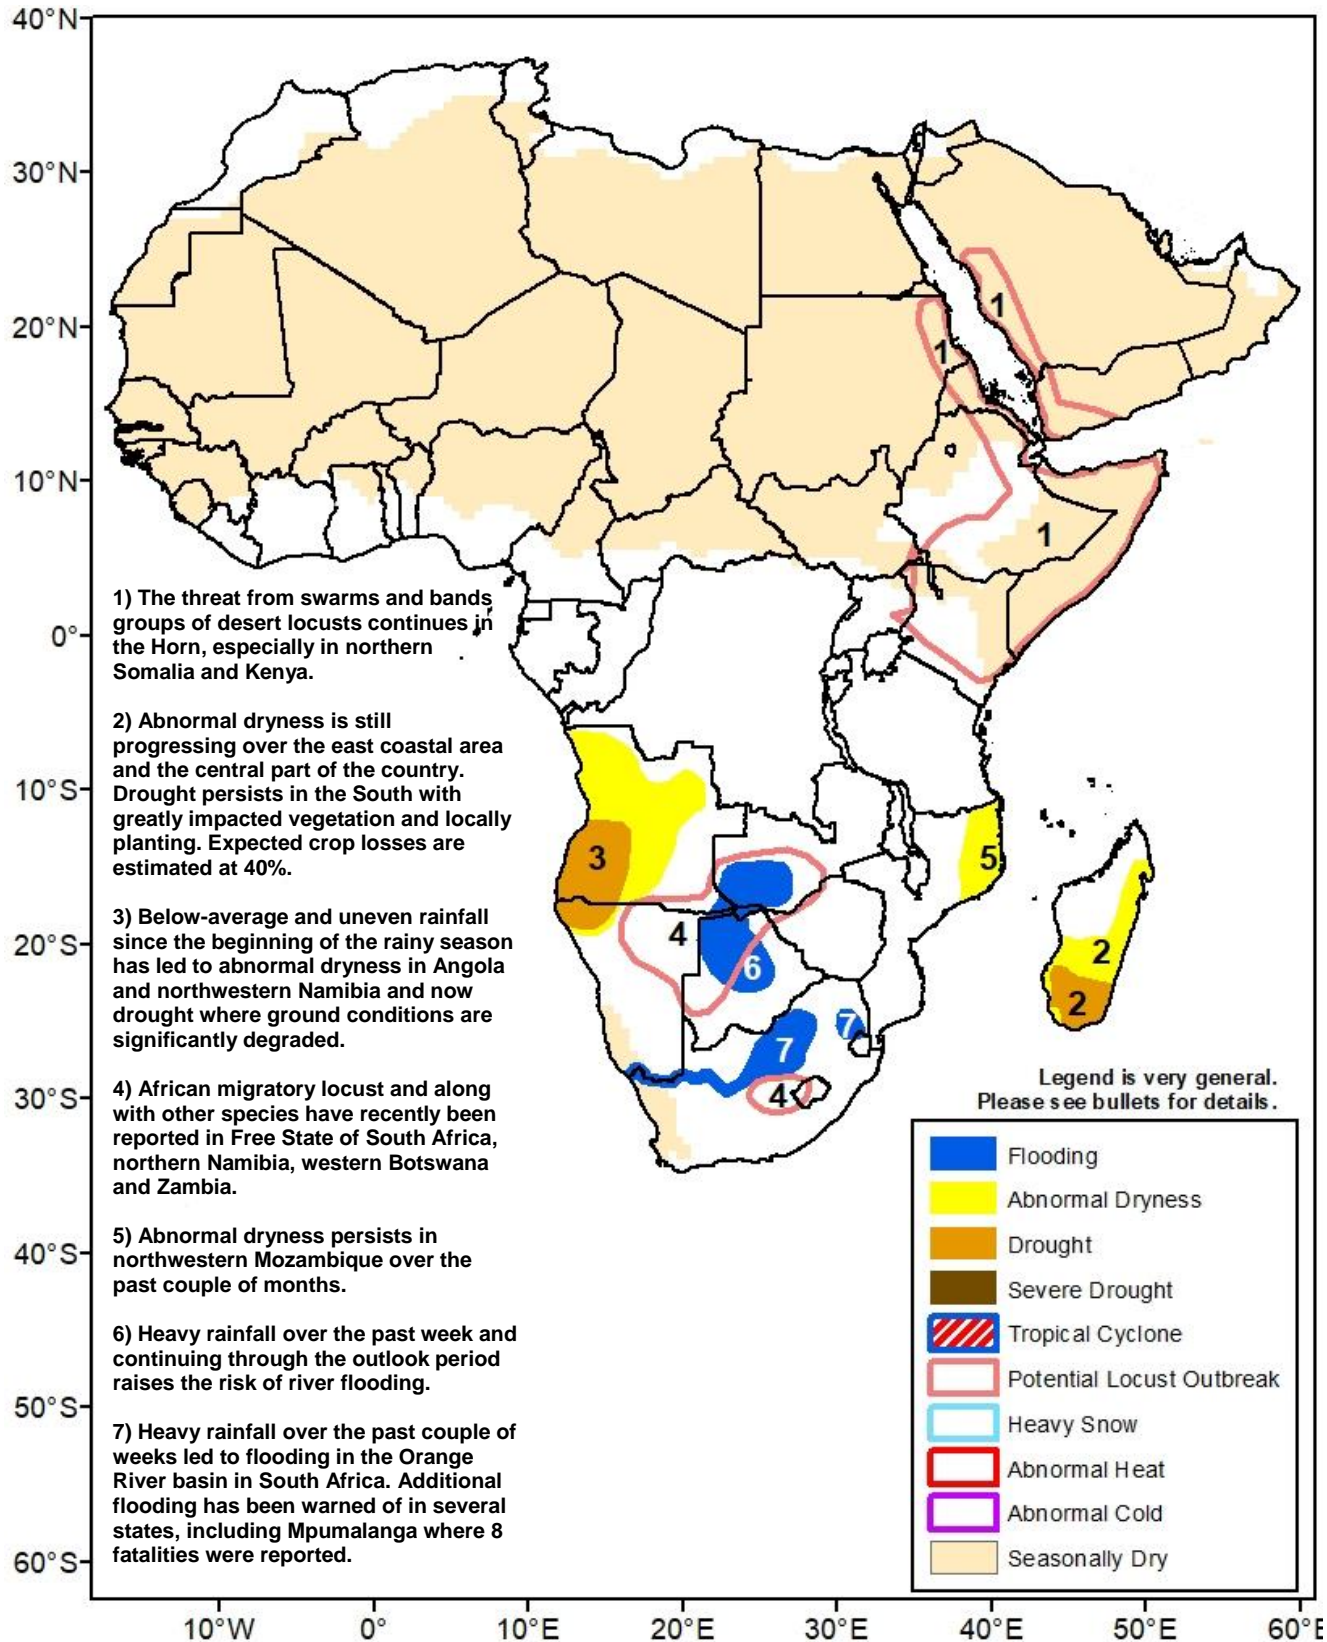 40°N
30°N
20°N
10°N
0°
10°S
20°S
30°S
40°S
50°S
60°S
1
1
1
1) The threat from swarms and bands
groups of desert locusts continues in
the Horn, especially in northern
Somalia and Kenya.
2) Abnormal dryness is still
progressing over the east coastal area
and the central part of the country.
Drought persists in the South with
greatly impacted vegetation and locally
planting. Expected crop losses are
estimated at 40%.
3) Below-average and uneven rainfall
since the beginning of the rainy season
has led to abnormal dryness in Angola
and northwestern Namibia and now
drought where ground conditions are
significantly degraded.
4) African migratory locust and along
with other species have recently been
reported in Free State of South Africa,
northern Namibia, western Botswana
and Zambia.
5) Abnormal dryness persists in
northwestern Mozambique over the
past couple of months.
6) Heavy rainfall over the past week and
continuing through the outlook period
raises the risk of river flooding.
7) Heavy rainfall over the past couple of
weeks led to flooding in the Orange
River basin in South Africa. Additional
flooding has been warned of in several
states, including Mpumalanga where 8
fatalities were reported.
3
5
4
6
2
2
7
7
4
Legend is very general.
Please see bullets for details.
Flooding
Abnormal Dryness
Drought
Severe Drought
Tropical Cyclone
Potential Locust Outbreak
Heavy Snow
Abnormal Heat
Abnormal Cold
Seasonally Dry
10°W 0° 10°E 20°E 30°E 40°E 50°E 60°E